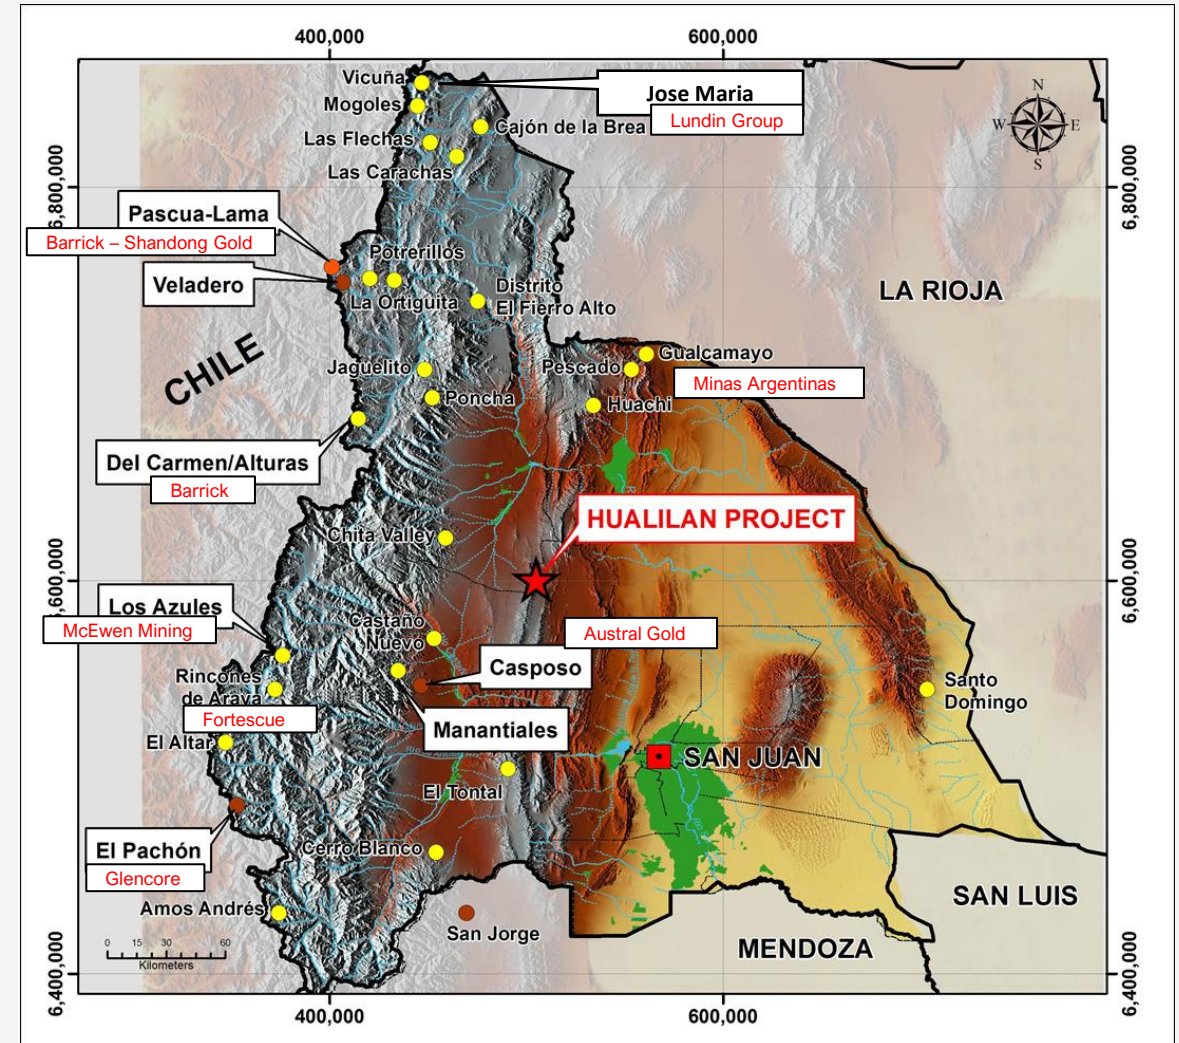 400,000
600,000
Vicuña
Mogoles
Jose Maria
Lundin Group
N
W
E
S
Las Flechas
Cajón de la Brea
Las Carachas
6,800,000
6,800,000
Pascua-Lama
Barrick – Shandong Gold
Potrerillos
Veladero
La Ortiguita
Distrito
El Fierro Alto
LA RIOJA
CHILE
Jaguelito
Pescado
Gualcamayo
Minas Argentinas
Poncha
Huachi
Del Carmen/Alturas
Barrick
HUALILAN PROJECT
Chita Valley
,600,000
6,600,000
Los Azules
McEwen Mining
Castaño
Nuevo
Austral Gold
Casposo
Rincones
de Araya
Fortescue
Santo
Domingo
Manantiales
El Altar
SAN JUAN
El Tontal
El Pachón
Glencore
Cerro Blanco
SAN LUIS
Amos Andrés
San Jorge
MENDOZA
0 15 30 60
Kilometers
6,400,000
6,400,000
400,000
600,000